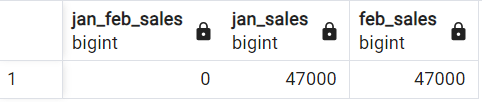 jan_feb_sales jan_sales feb_sales
bigint bigint bigint
1 0 47000 47000